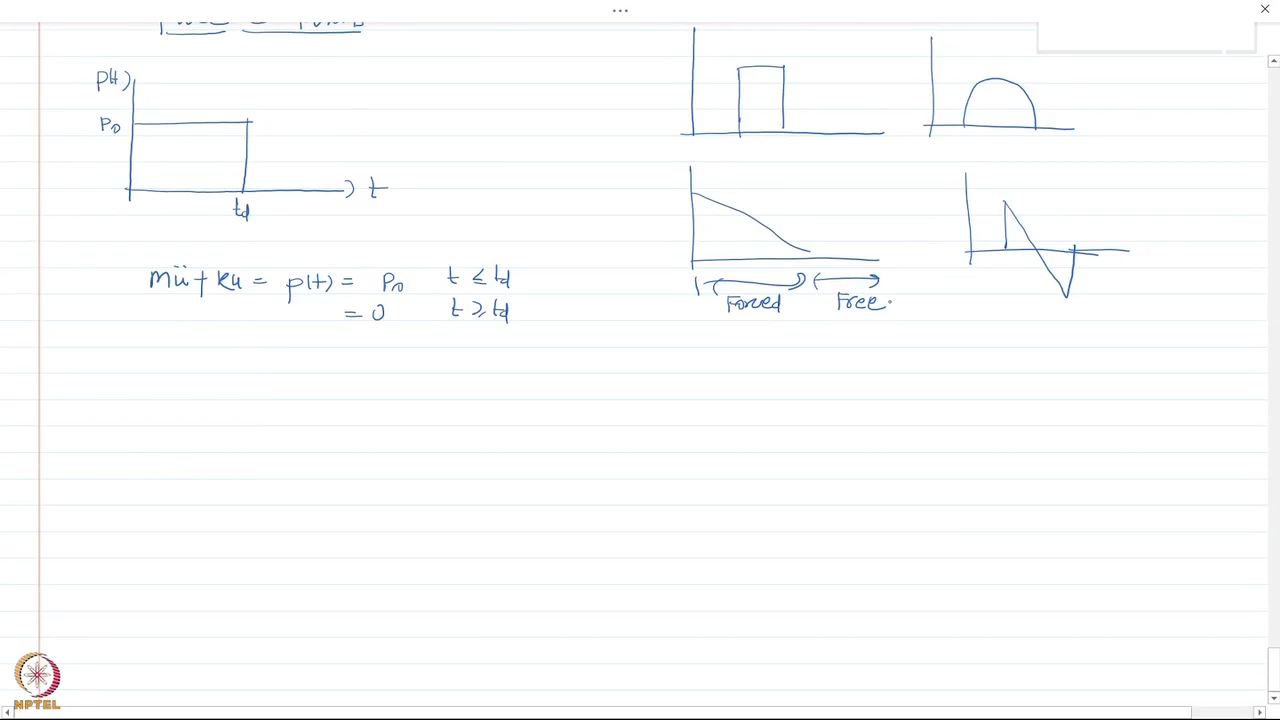 p(t)
p₀
t
td
mü + ku = p(t) = p₀ t ≤ td
= 0 t ≥ td
Forced Free
NPTEL